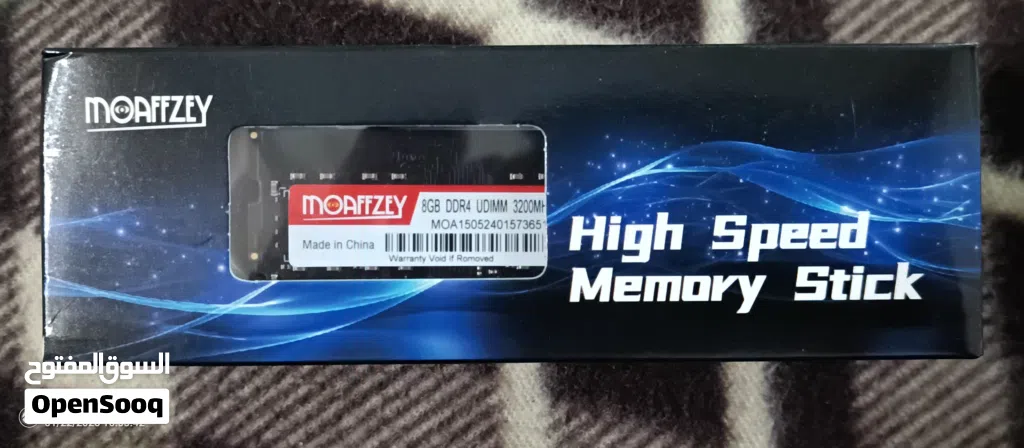 MOAFFZEY
MOAFFZEY
8GB DDR4 UDIMM 3200MH
MOA15052401573651
Made in China
Warranty Void If Romoved
High Speed
Memory Stick
السوق المفتوح
OpenSooq